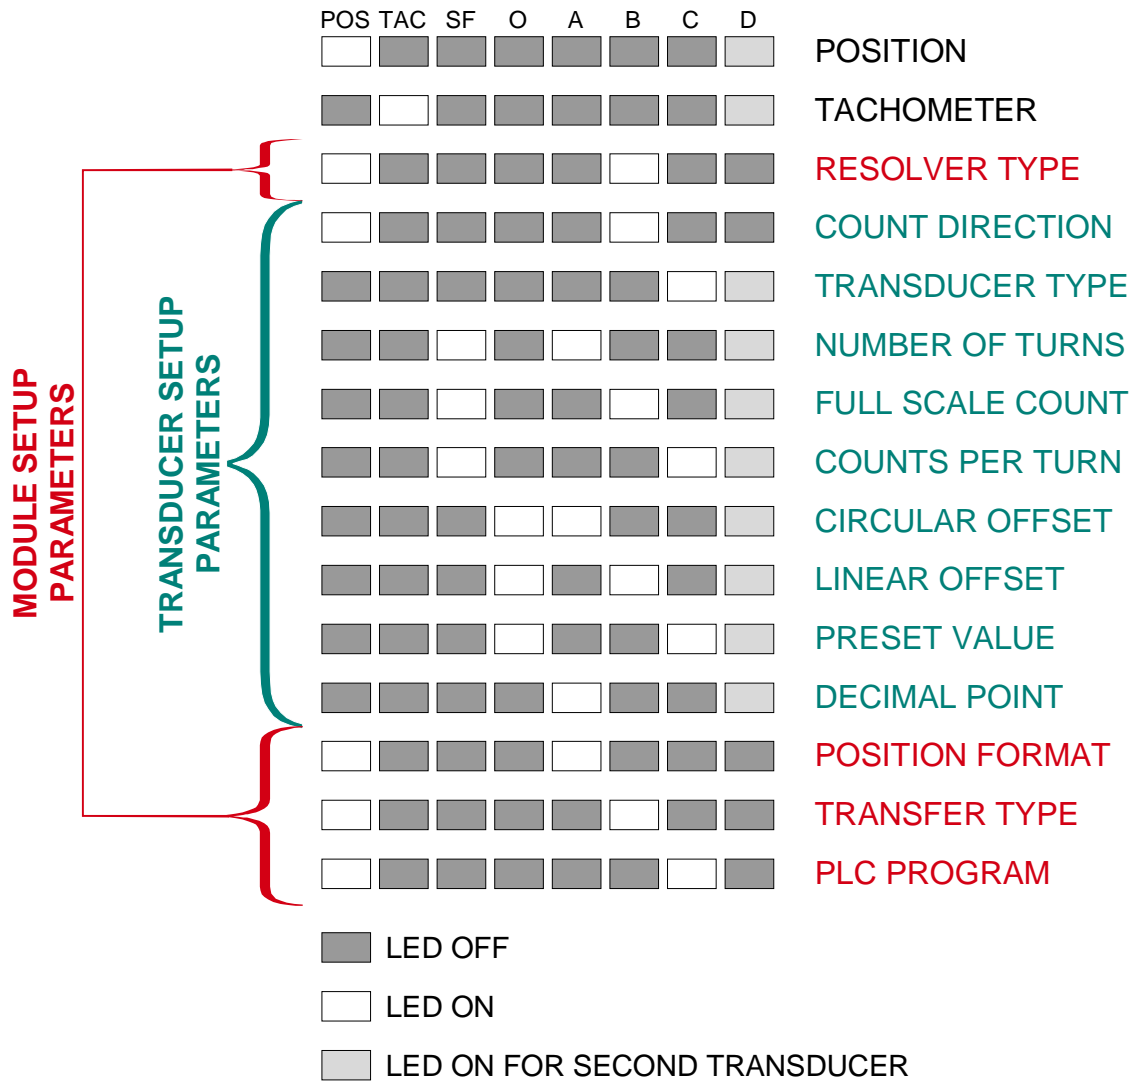 POS TAC SF O A B C D
POSITION
TACHOMETER
RESOLVER TYPE
COUNT DIRECTION
TRANSDUCER TYPE
NUMBER OF TURNS
FULL SCALE COUNT
COUNTS PER TURN
CIRCULAR OFFSET
LINEAR OFFSET
PRESET VALUE
DECIMAL POINT
POSITION FORMAT
TRANSFER TYPE
PLC PROGRAM
MODULE SETUP
PARAMETERS
TRANSDUCER SETUP
PARAMETERS
LED OFF
LED ON
LED ON FOR SECOND TRANSDUCER